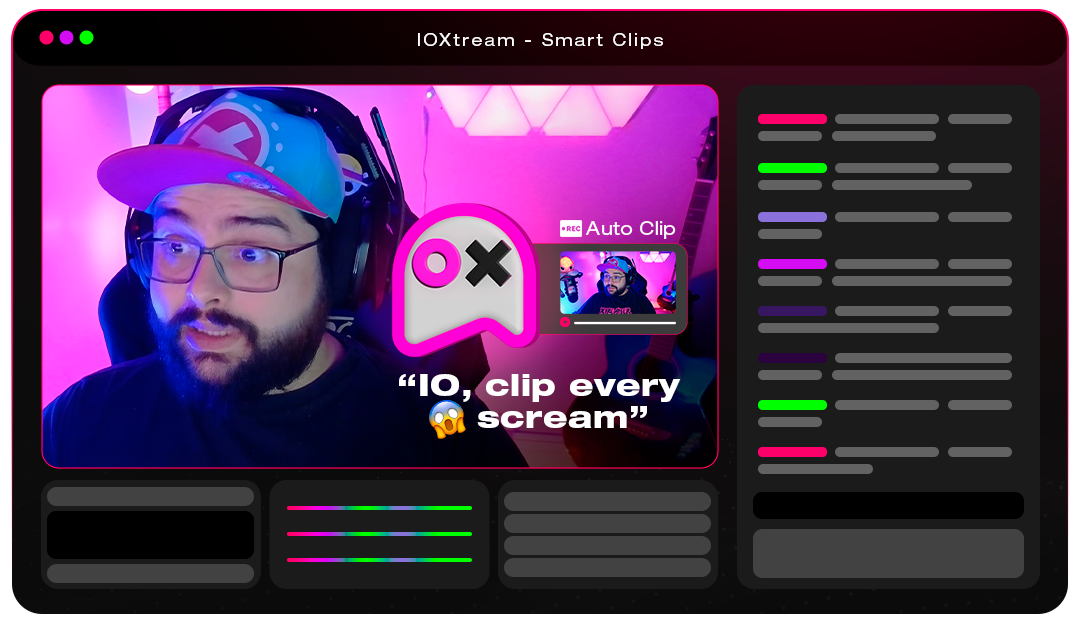 IOXtream - Smart Clips
REC Auto Clip
“IO, clip every
😱 scream”